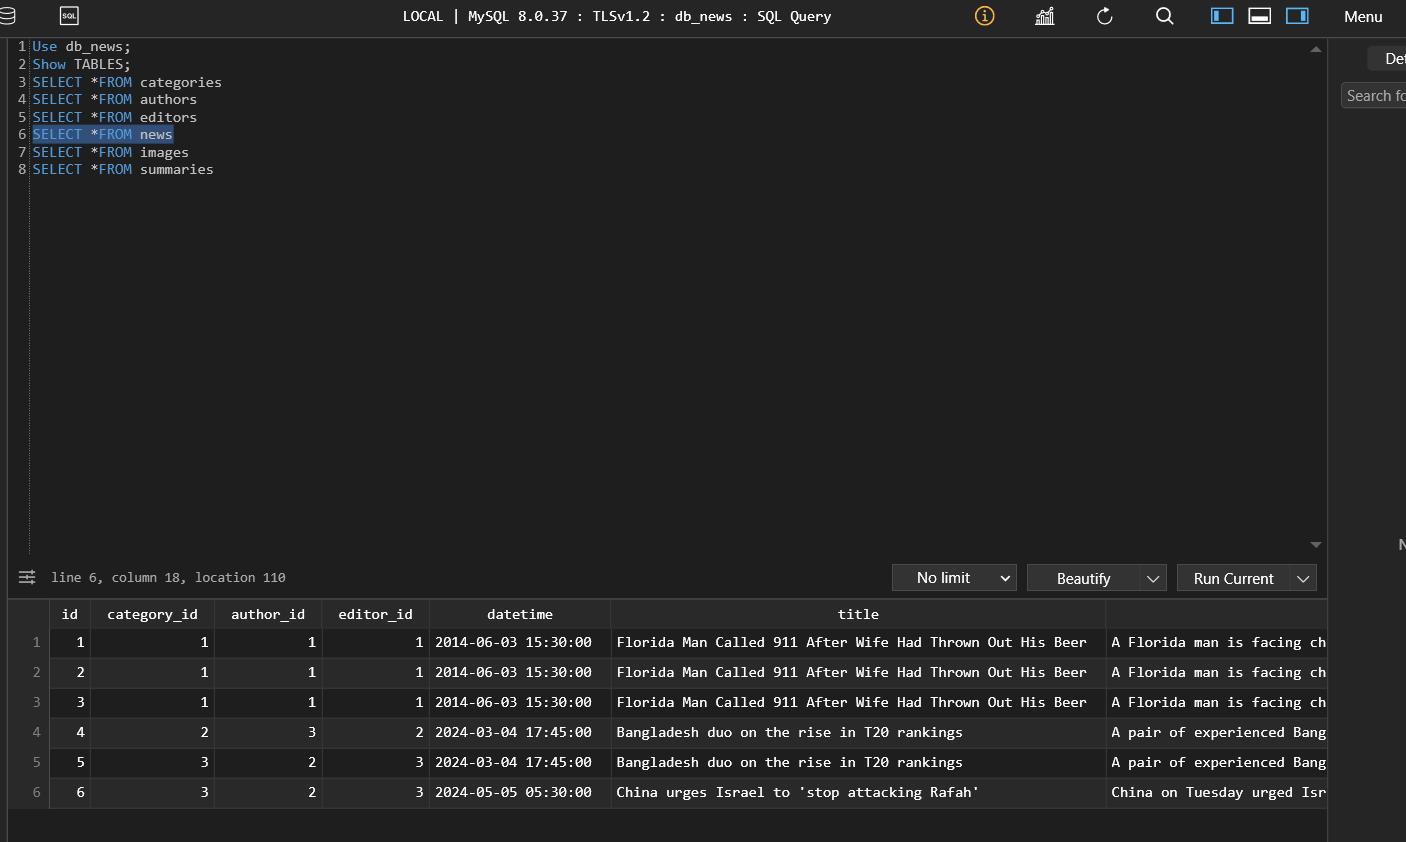 SQL LOCAL | MySQL 8.0.37 : TLSv1.2 : db_news : SQL Query Menu
1 Use db_news;
2 Show TABLES;
3 SELECT *FROM categories
4 SELECT *FROM authors
5 SELECT *FROM editors
6 SELECT *FROM news
7 SELECT *FROM images
8 SELECT *FROM summaries
Det
Search fo
N
line 6, column 18, location 110 No limit Beautify Run Current
id category_id author_id editor_id datetime title
1 1 1 1 1 2014-06-03 15:30:00 Florida Man Called 911 After Wife Had Thrown Out His Beer A Florida man is facing ch
2 2 1 1 1 2014-06-03 15:30:00 Florida Man Called 911 After Wife Had Thrown Out His Beer A Florida man is facing ch
3 3 1 1 1 2014-06-03 15:30:00 Florida Man Called 911 After Wife Had Thrown Out His Beer A Florida man is facing ch
4 4 2 3 2 2024-03-04 17:45:00 Bangladesh duo on the rise in T20 rankings A pair of experienced Bang
5 5 3 2 3 2024-03-04 17:45:00 Bangladesh duo on the rise in T20 rankings A pair of experienced Bang
6 6 3 2 3 2024-05-05 05:30:00 China urges Israel to 'stop attacking Rafah' China on Tuesday urged Isr